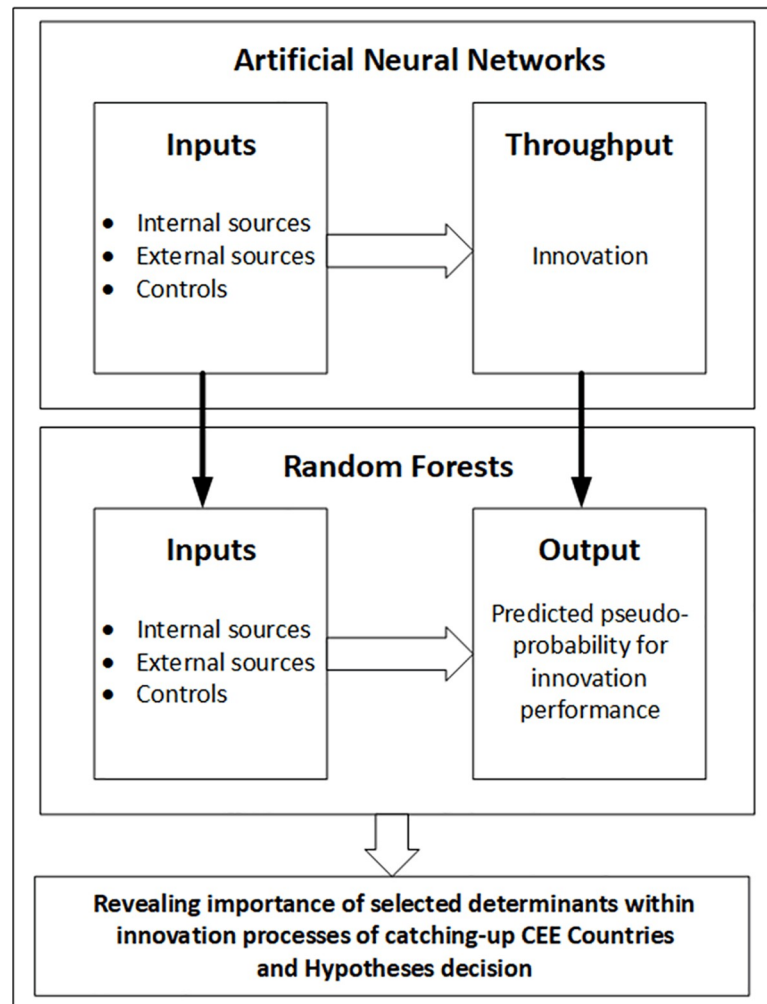 Artificial Neural Networks
Inputs
• Internal sources
• External sources
• Controls
Throughput
Innovation
Random Forests
Inputs
• Internal sources
• External sources
• Controls
Output
Predicted pseudo-
probability for
innovation
performance
Revealing importance of selected determinants within
innovation processes of catching-up CEE Countries
and Hypotheses decision